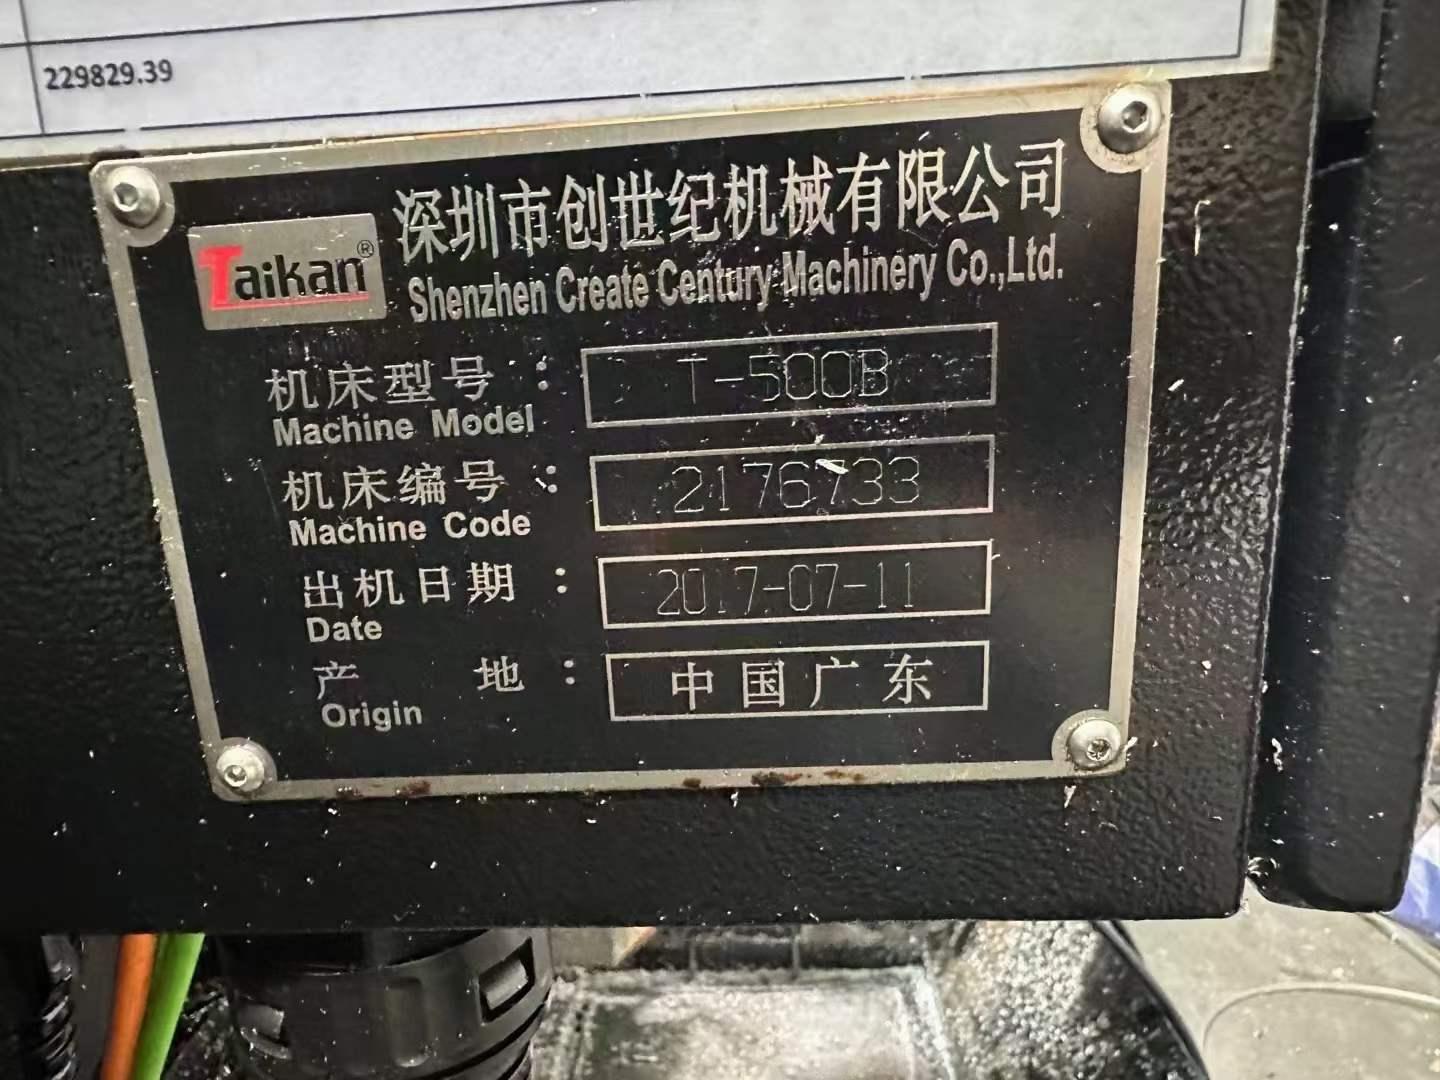 229829.39
Taikan®
深圳市创世纪机械有限公司
Shenzhen Create Century Machinery Co.,Ltd.
机床型号：T-500B
Machine Model
机床编号：2176733
Machine Code
出机日期：2017-07-11
Date
产地：中国广东
Origin